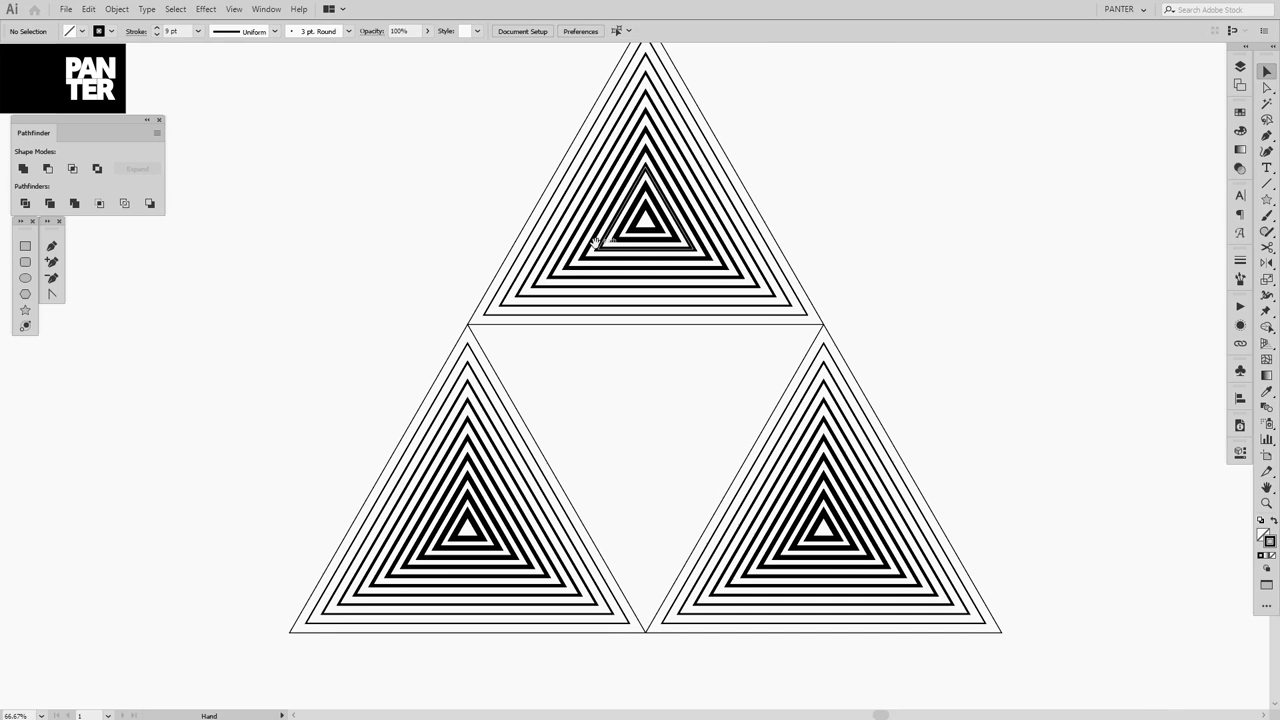 Ai File Edit Object Type Select Effect View Window Help PANTER Search Adobe Stock
No Selection Stroke: 9 pt Uniform 3 pt. Round Opacity: 100% Style: Document Setup Preferences
PAN
TER
Pathfinder
Shape Modes:
Expand
Pathfinders:
66.67% 1 Hand